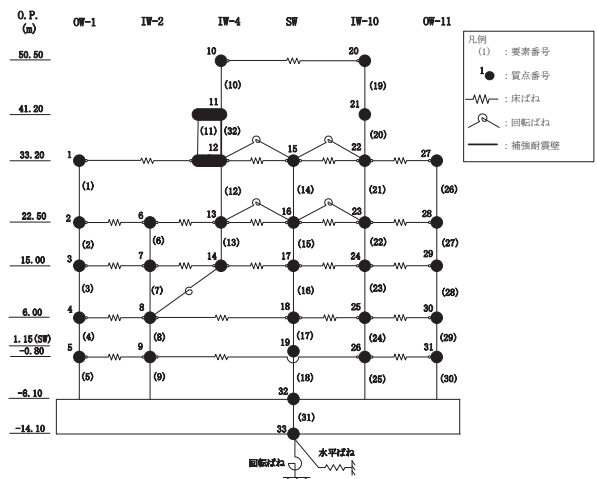 O.P.
(m)
OW-1 IW-2 IW-4 SW IW-10 OW-11
凡例
(1) : 要素番号
1 : 質点番号
: 床ばね
: 回転ばね
: 補強耐震壁
50.50 10 20
(10) (19)
41.20 11 21
(11) (32) (20)
33.20 1 12 15 22 27
(1) (12) (14) (21) (26)
22.50 2 6 13 16 23 28
(2) (6) (13) (15) (22) (27)
15.00 3 7 14 17 24 29
(3) (7) (16) (23) (28)
6.00 4 8 18 25 30
(4) (8) (17) (24) (29)
1.15(SW) 19
-0.80 5 9 26 31
(5) (9) (18) (25) (30)
-8.10 32
(31)
-14.10 33
回転ばね 水平ばね